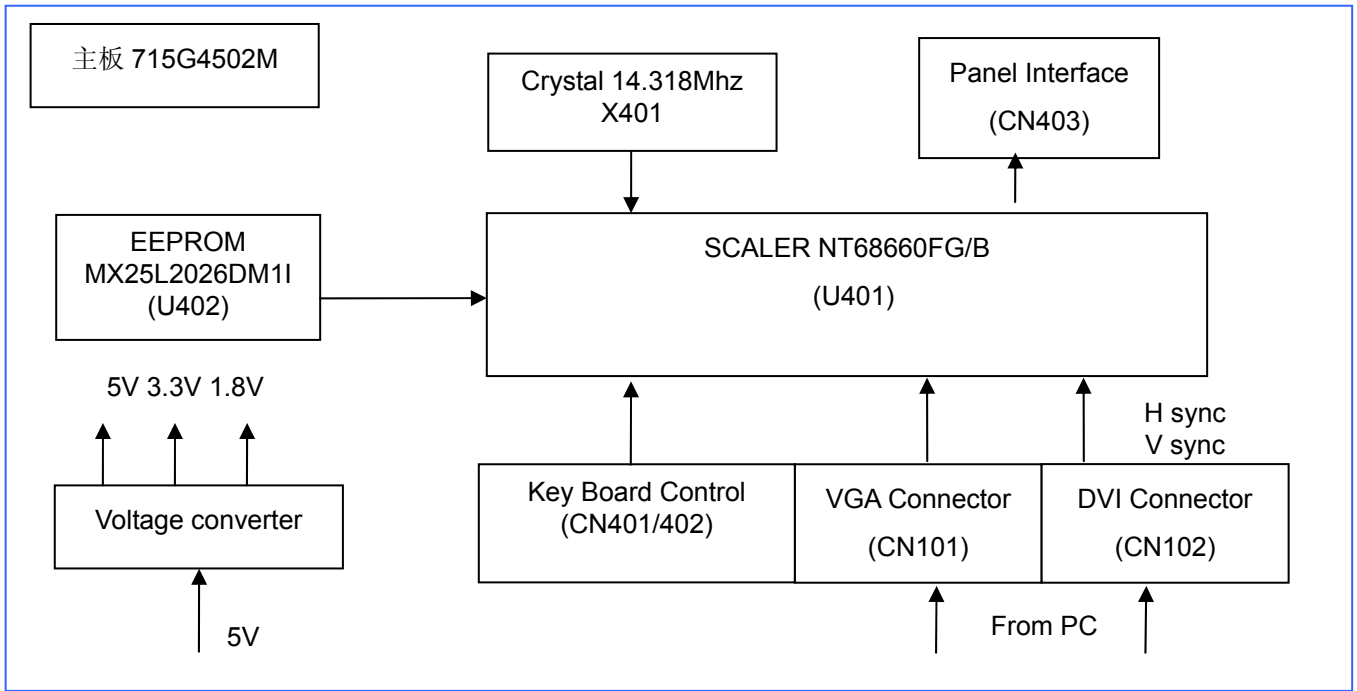 主板 715G4502M
Crystal 14.318Mhz
X401
Panel Interface
(CN403)
EEPROM
MX25L2026DM1I
(U402)
SCALER NT68660FG/B
(U401)
5V 3.3V 1.8V
H sync
V sync
Voltage converter
Key Board Control
(CN401/402)
VGA Connector
(CN101)
DVI Connector
(CN102)
5V
From PC